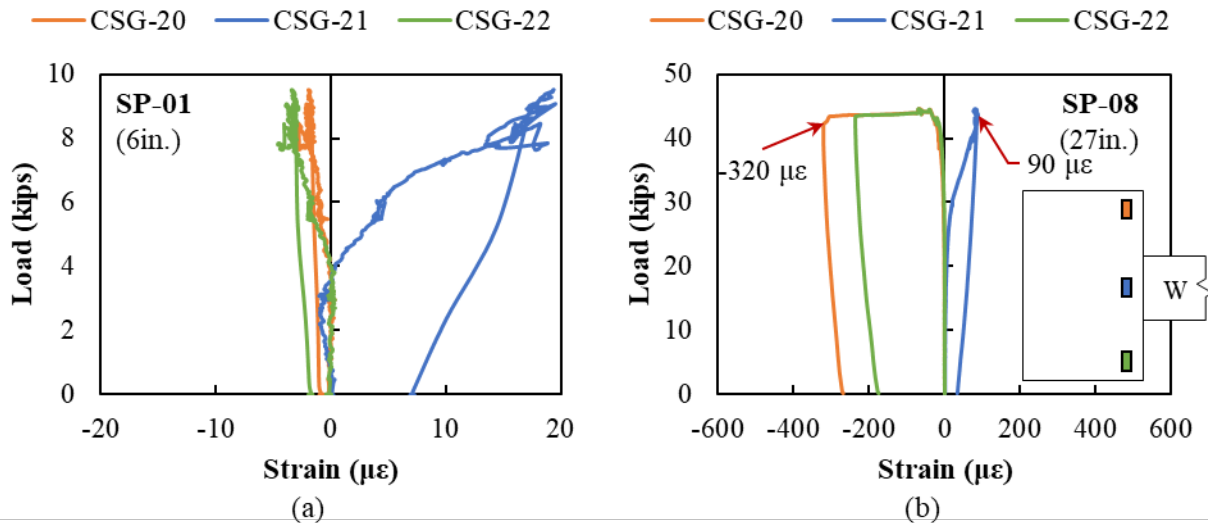 CSG-20 CSG-21 CSG-22
SP-01
(6in.)
Load (kips)
10
8
6
4
2
0
-20 -10 0 10 20
Strain (με)
(a)
CSG-20 CSG-21 CSG-22
SP-08
(27in.)
-320 με
90 με
W
Load (kips)
50
40
30
20
10
0
-600 -400 -200 0 200 400 600
Strain (με)
(b)